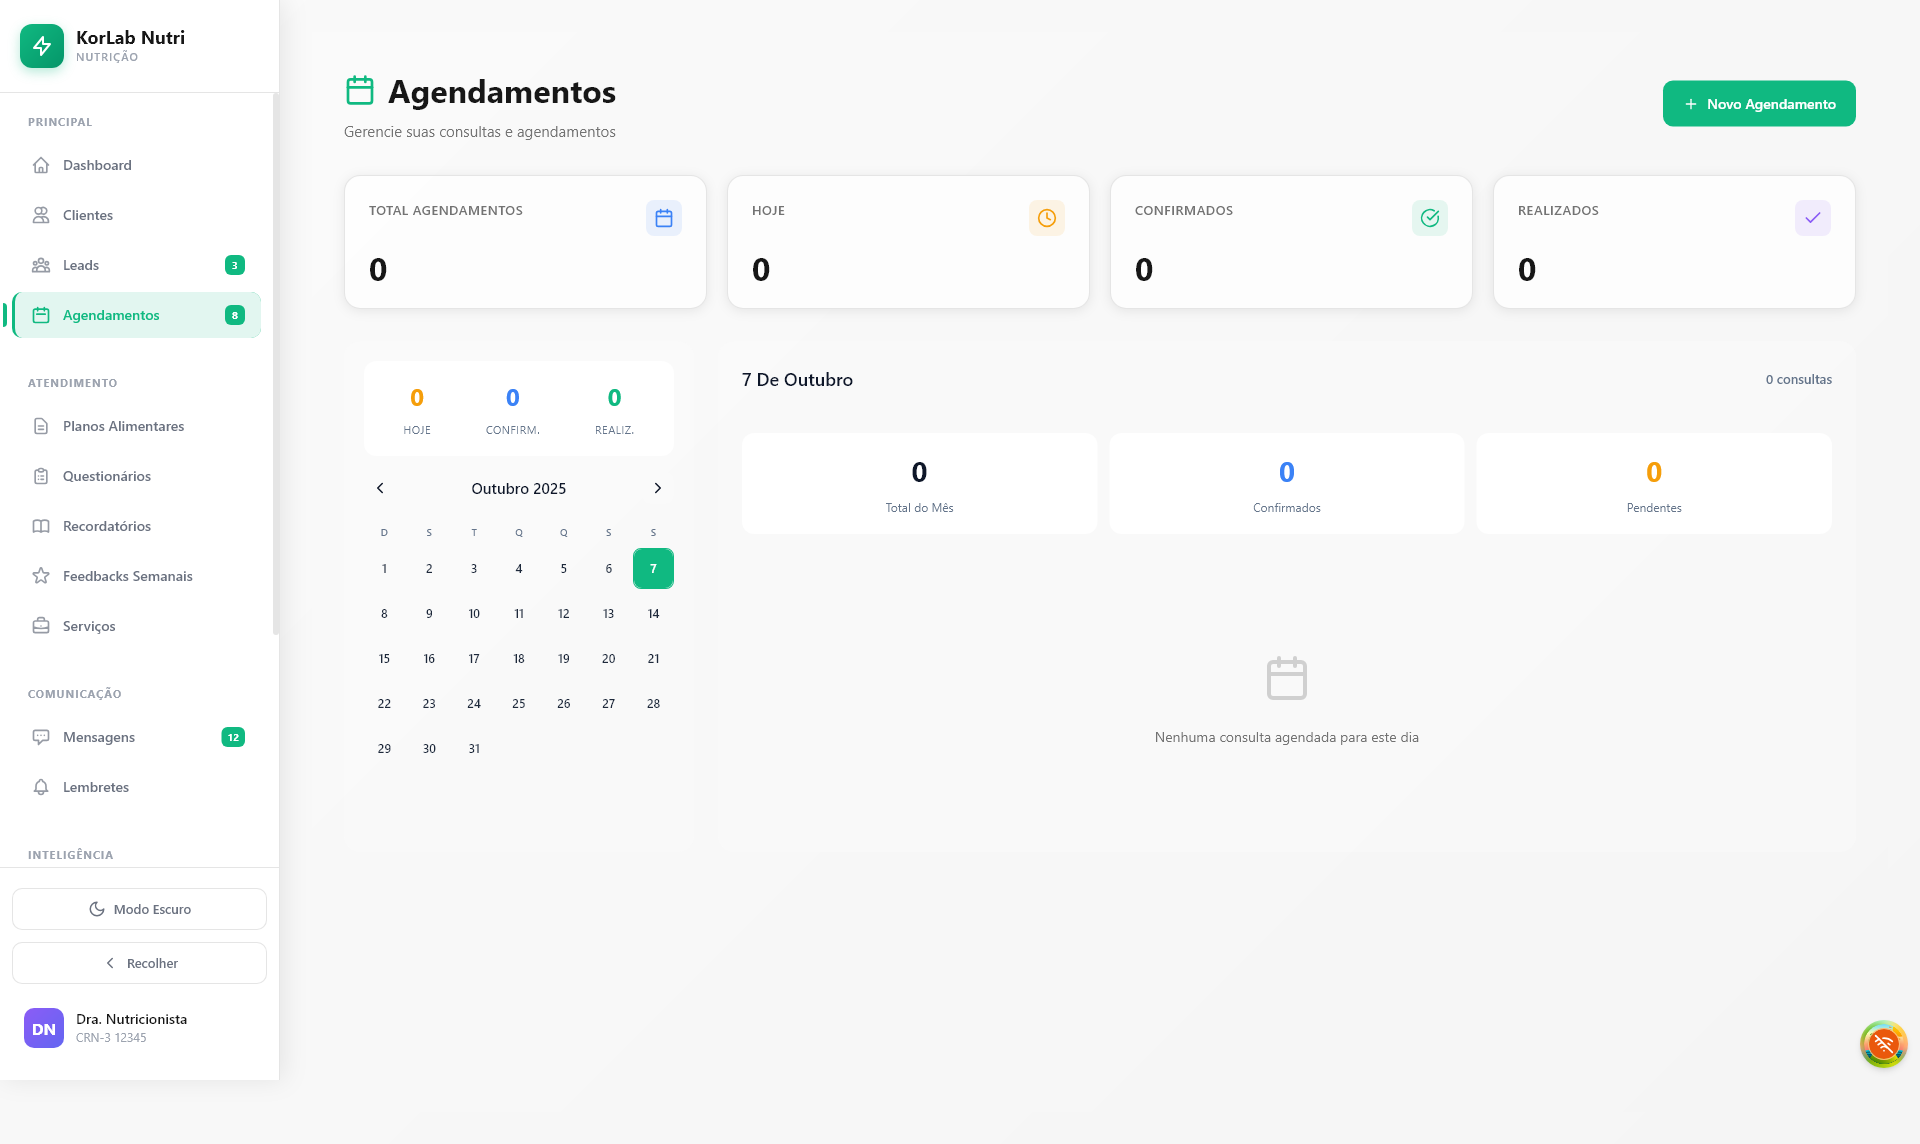 KorLab Nutri
NUTRIÇÃO
PRINCIPAL
Dashboard
Clientes
Leads 3
Agendamentos 8
ATENDIMENTO
Planos Alimentares
Questionários
Recordatórios
Feedbacks Semanais
Serviços
COMUNICAÇÃO
Mensagens 12
Lembretes
INTELIGÊNCIA
Modo Escuro
Recolher
DN
Dra. Nutricionista
CRN-3 12345
Agendamentos
Gerencie suas consultas e agendamentos
Novo Agendamento
TOTAL AGENDAMENTOS
0
HOJE
0
CONFIRMADOS
0
REALIZADOS
0
0 0 0
HOJE CONFIRM. REALIZ.
Outubro 2025
D S T Q Q S S
1 2 3 4 5 6 7
8 9 10 11 12 13 14
15 16 17 18 19 20 21
22 23 24 25 26 27 28
29 30 31
7 De Outubro
0 consultas
0
Total do Mês
0
Confirmados
0
Pendentes
Nenhuma consulta agendada para este dia